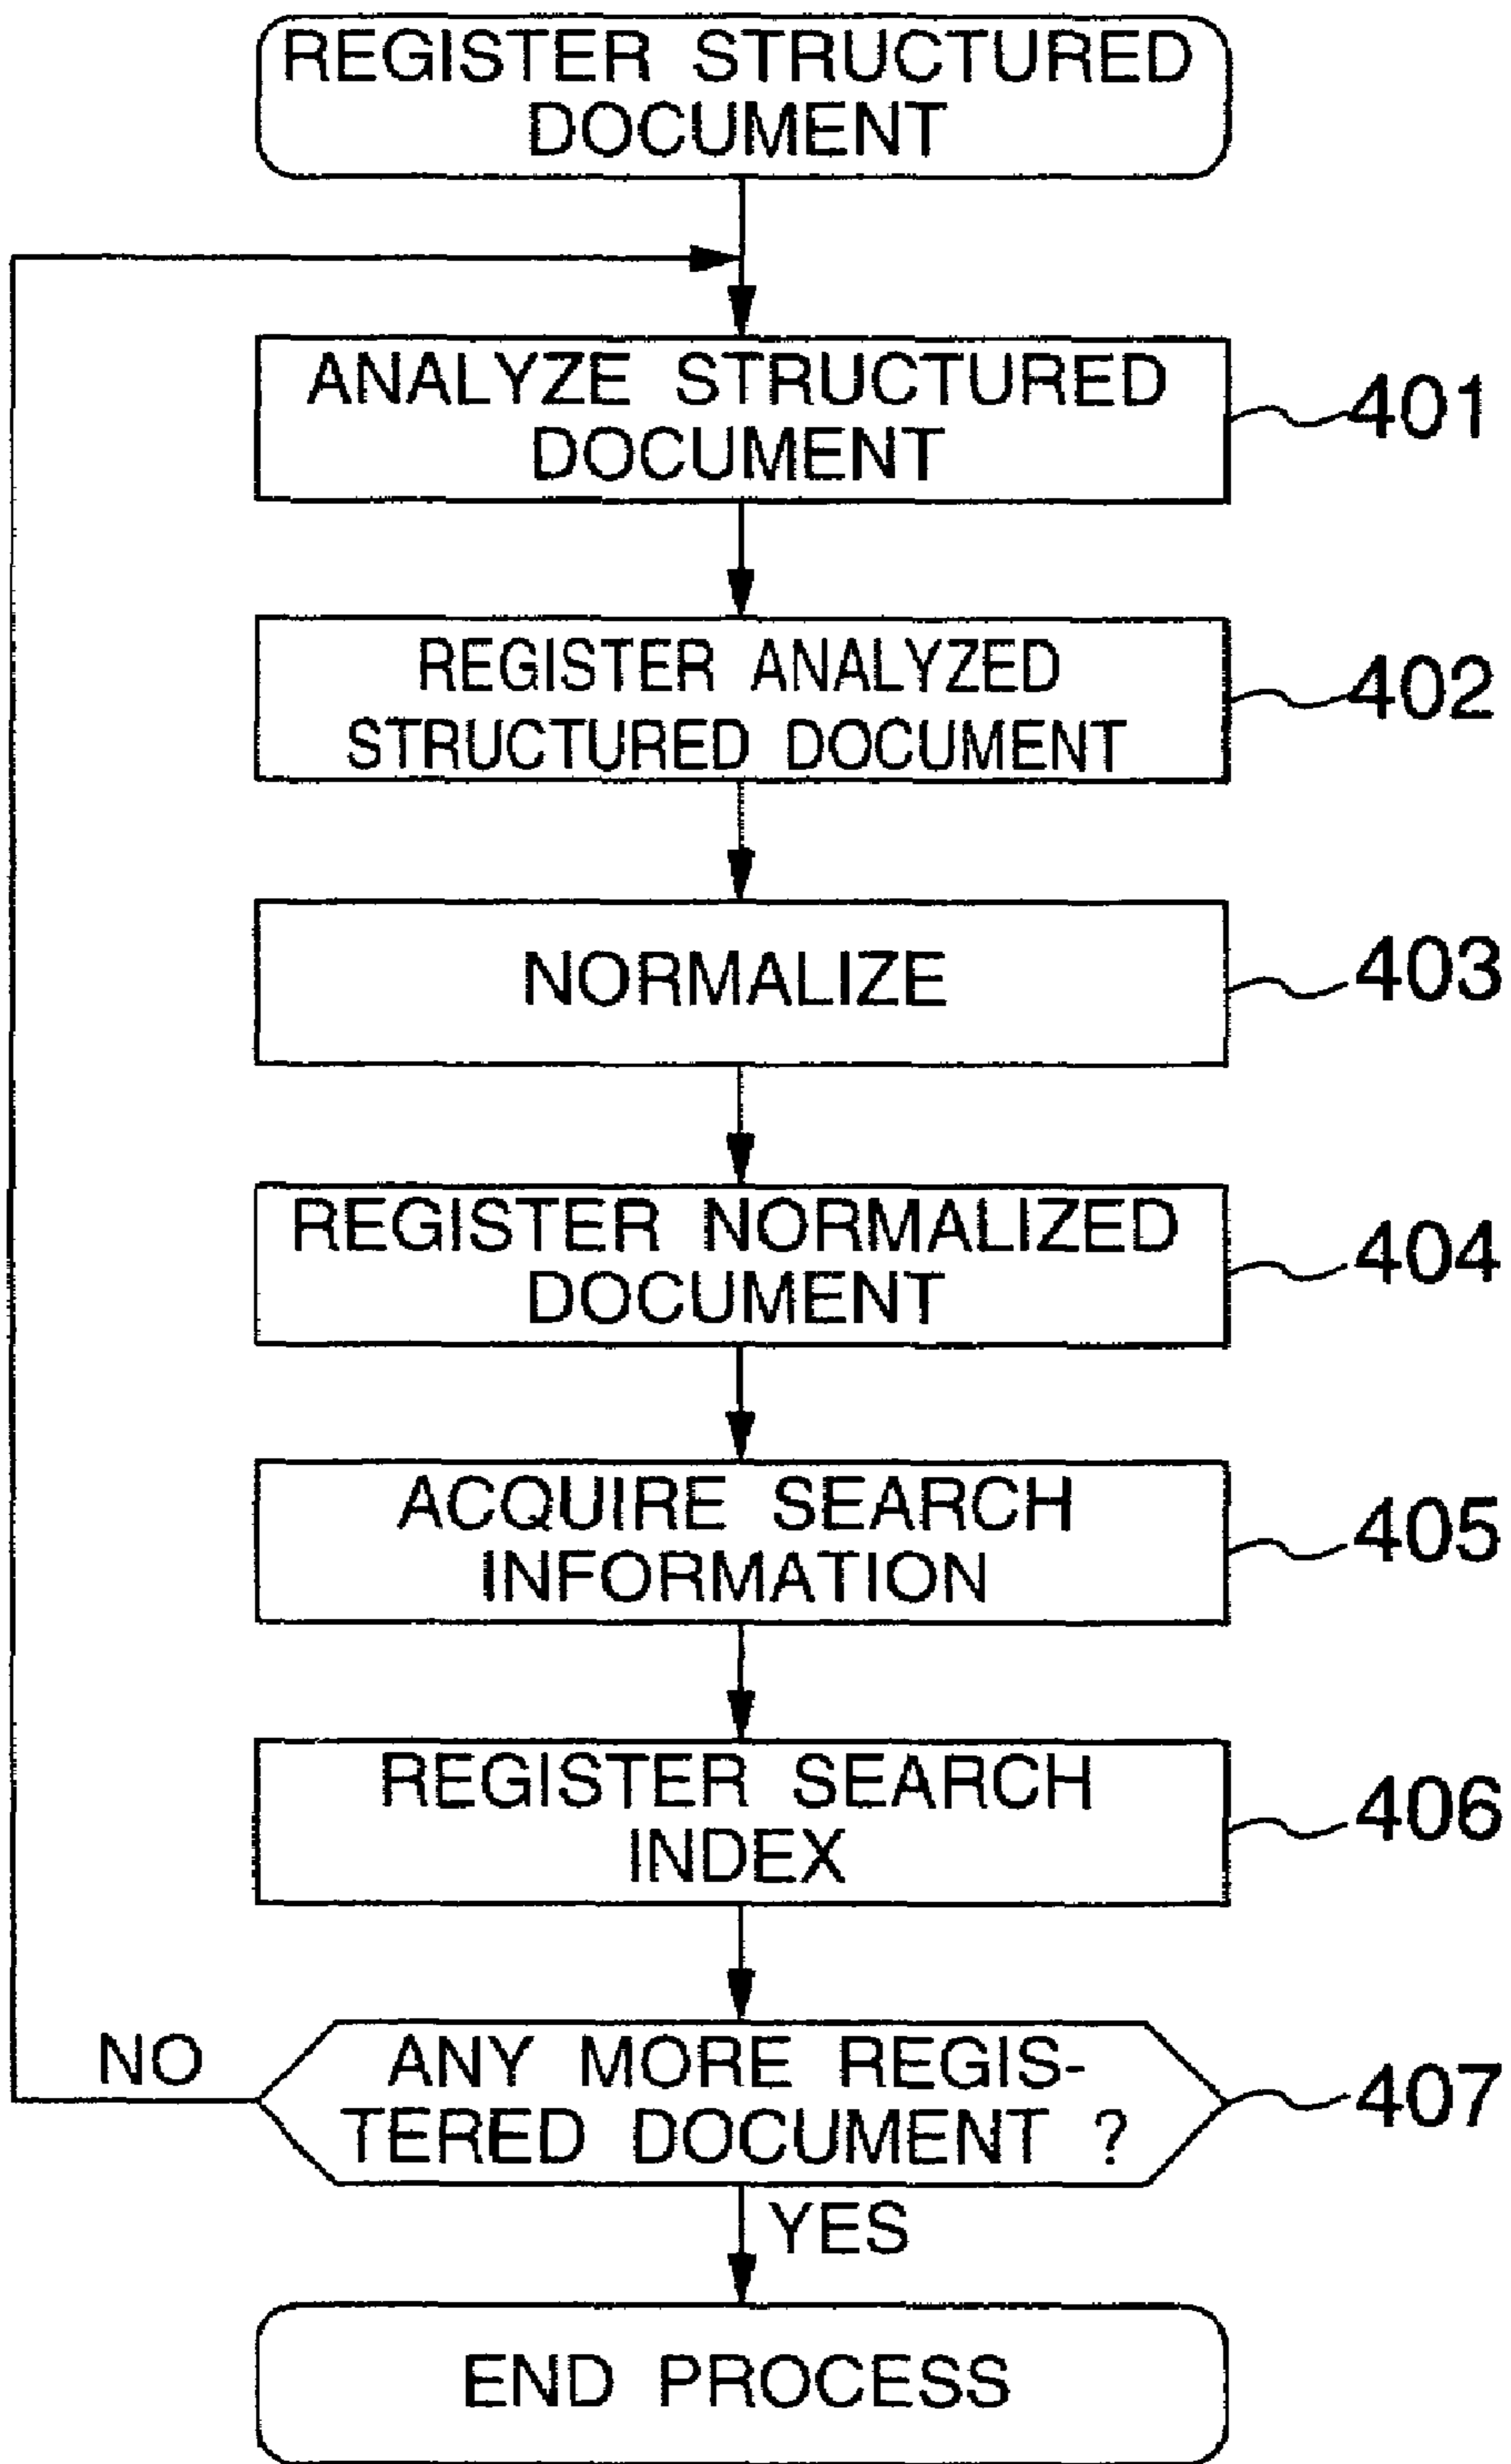 REGISTER STRUCTURED
DOCUMENT
ANALYZE STRUCTURED
DOCUMENT
401
REGISTER ANALYZED
STRUCTURED DOCUMENT
402
NORMALIZE
403
REGISTER NORMALIZED
DOCUMENT
404
ACQUIRE SEARCH
INFORMATION
405
REGISTER SEARCH
INDEX
406
NO
ANY MORE REGIS-
TERED DOCUMENT ?
407
YES
END PROCESS